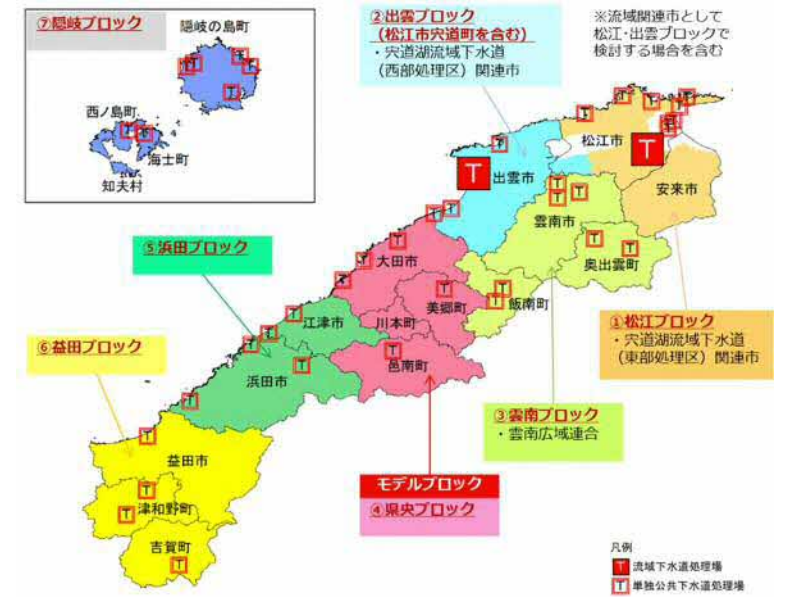 ⑦隠岐ブロック
隠岐の島町
西ノ島町
海士町
知夫村
②出雲ブロック
(松江市宍道町を含む)
・宍道湖流域下水道
(西部処理区)関連市
※流域関連市として
松江・出雲ブロックで
検討する場合を含む
松江市
T
T
出雲市
安来市
雲南市
奥出雲町
飯南町
⑤浜田ブロック
大田市
美郷町
川本町
邑南町
江津市
浜田市
①松江ブロック
・宍道湖流域下水道
(東部処理区)関連市
⑥益田ブロック
③雲南ブロック
・雲南広域連合
益田市
津和野町
吉賀町
モデルブロック
④県央ブロック
凡例
T 流域下水道処理場
T 単独公共下水道処理場